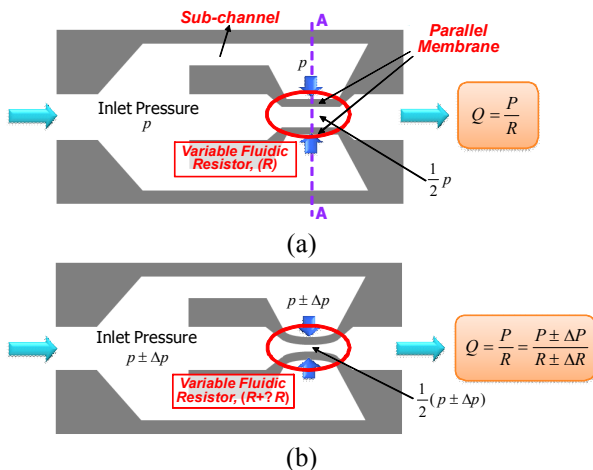 (a)
Sub-channel
A
Parallel
Membrane
p
Inlet Pressure
p
Q = P/R
Variable Fluidic
Resistor, (R)
1/2 p
A
(a)
Inlet Pressure
p ± Δp
p ± Δp
Q = P/R = P ± ΔP/R ± ΔR
Variable Fluidic
Resistor, (R+? R)
1/2 (p ± Δp)
(b)